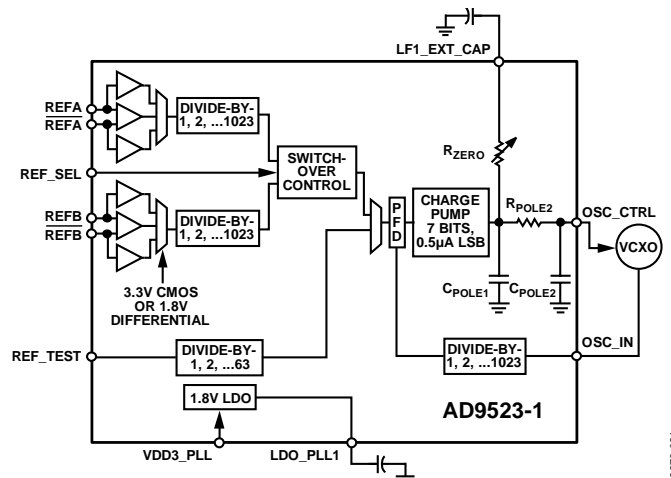 LF1_EXT_CAP
REFA
REFA
DIVIDE-BY-
1, 2, ...1023
SWITCH-
OVER
CONTROL
RZERO
REF_SEL
REFB
REFB
DIVIDE-BY-
1, 2, ...1023
P
F
D
CHARGE
PUMP
7 BITS,
0.5µA LSB
RPOLE2
OSC_CTRL
VCXO
CPOLE1
CPOLE2
3.3V CMOS
OR 1.8V
DIFFERENTIAL
REF_TEST
DIVIDE-BY-
1, 2, ...63
DIVIDE-BY-
1, 2, ...1023
OSC_IN
1.8V LDO
AD9523-1
VDD3_PLL
LDO_PLL1